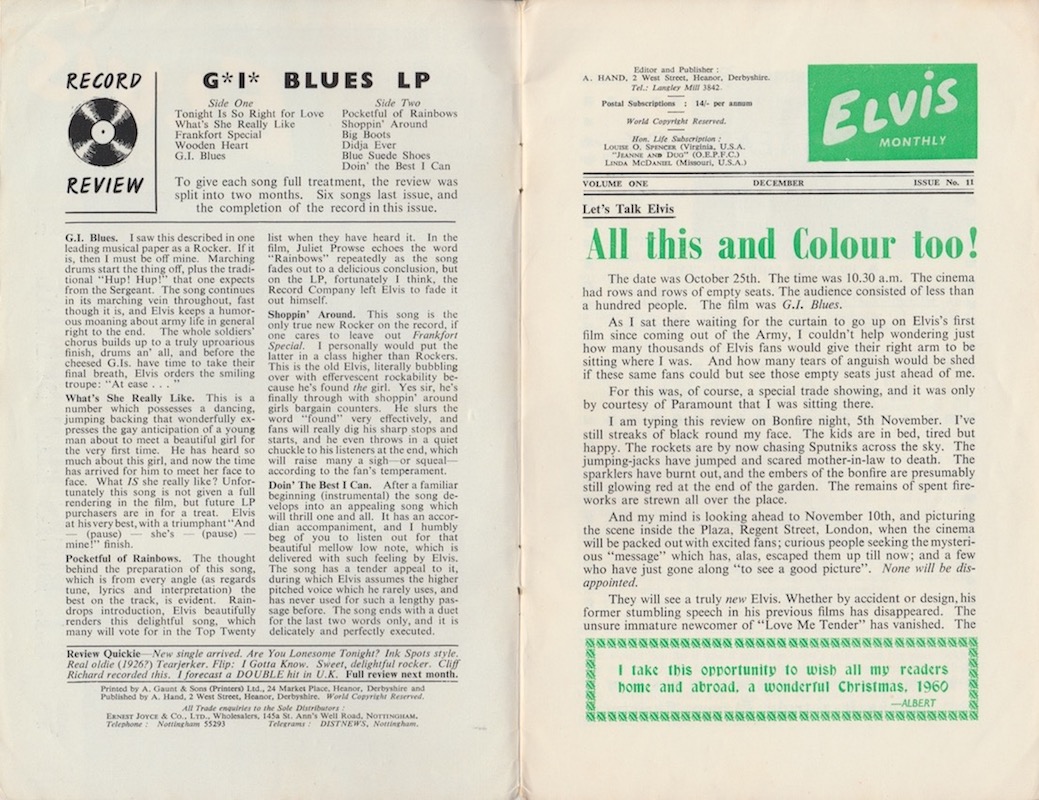 RECORD
REVIEW
G*I* BLUES LP
Side One
Tonight Is So Right for Love
What's She Really Like
Frankfort Special
Wooden Heart
G.I. Blues
Side Two
Pocketful of Rainbows
Shoppin' Around
Big Boots
Didja Ever
Blue Suede Shoes
Doin' the Best I Can
To give each song full treatment, the review was
split into two months. Six songs last issue, and
the completion of the record in this issue.
G.I. Blues. I saw this described in one
leading musical paper as a Rocker. If it
is, then I must be off mine. Marching
drums start the thing off, plus the tradi-
tional "Hup! Hup!" that one expects
from the Sergeant. The song continues
in its marching vein throughout, fast
though it is, and Elvis keeps a humor-
ous moaning about army life in general
right to the end. The whole soldiers'
chorus builds up to a truly uproarious
finish, drums an' all, and before the
cheesed G.Is. have time to take their
final breath, Elvis orders the smiling
troupe: "At ease . . . "
What's She Really Like. This is a
number which possesses a dancing,
jumping backing that wonderfully ex-
presses the gay anticipation of a young
man about to meet a beautiful girl for
the very first time. He has heard so
much about this girl, and now the time
has arrived for him to meet her face to
face. What IS she really like? Unfor-
tunately this song is not given a full
rendering in the film, but future LP
purchasers are in for a treat. Elvis
at his very best, with a triumphant "And
— (pause) — she's — (pause) —
mine!" finish.
Pocketful of Rainbows. The thought
behind the preparation of this song,
which is from every angle (as regards
tune, lyrics and interpretation) the
best on the track, is evident. Rain-
drops introduction, Elvis beautifully
renders this delightful song, which
many will vote for in the Top Twenty
list when they have heard it. In the
film, Juliet Prowse echoes the word
"Rainbows" repeatedly as the song
fades out to a delicious conclusion, but
on the LP, fortunately I think, the
Record Company left Elvis to fade it
out himself.
Shoppin' Around. This song is the
only true new Rocker on the record, if
one cares to leave out Frankfort
Special. I personally would put the
latter in a class higher than Rockers.
This is the old Elvis, literally bubbling
over with effervescent rockability be-
cause he's found the girl. Yes sir, he's
finally through with shoppin' around
girls bargain counters. He slurs the
word "found" very effectively, and
fans will really dig his sharp stops and
starts, and he even throws in a quiet
chuckle to his listeners at the end, which
will raise many a sigh—or squeal—
according to the fan's temperament.
Doin' The Best I Can. After a familiar
beginning (instrumental) the song de-
velops into an appealing song which
will thrill one and all. It has an accor-
dian accompaniment, and I humbly
beg of you to listen out for that
beautiful mellow low note, which is
delivered with such feeling by Elvis.
The song has a tender appeal to it,
during which Elvis assumes the higher
pitched voice which he rarely uses, and
has never used for such a lengthy pas-
sage before. The song ends with a duet
for the last two words only, and it is
delicately and perfectly executed.
Review Quickie—New single arrived. Are You Lonesome Tonight? Ink Spots style.
Real oldie (1926?) Tearjerker. Flip: I Gotta Know. Sweet, delightful rocker. Cliff
Richard recorded this. I forecast a DOUBLE hit in U.K. Full review next month.
Printed by A. Gaunt & Sons (Printers) Ltd., 24 Market Place, Heanor, Derbyshire and
Published by A. Hand, 2 West Street, Heanor, Derbyshire. World Copyright Reserved.
All Trade enquiries to the Sole Distributors :
ERNEST JOYCE & CO., LTD., Wholesalers, 145a St. Ann's Well Road, NOTTINGHAM.
Telephone : Nottingham 55293 Telegrams : DISTNEWS, Nottingham.
Editor and Publisher :
A. HAND, 2 West Street, Heanor, Derbyshire.
Tel.: Langley Mill 3842.
Postal Subscriptions : 14/- per annum
World Copyright Reserved.
Hon. Life Subscription :
LOUISE O. SPENCER (Virginia, U.S.A.
"JEANNE AND DUG" (O.E.P.F.C.)
LINDA MCDANIEL (Missouri, U.S.A.)
ELVIS
MONTHLY
VOLUME ONE DECEMBER ISSUE No. 11
Let's Talk Elvis
All this and Colour too!
The date was October 25th. The time was 10.30 a.m. The cinema
had rows and rows of empty seats. The audience consisted of less than
a hundred people. The film was G.I. Blues.
As I sat there waiting for the curtain to go up on Elvis's first
film since coming out of the Army, I couldn't help wondering just
how many thousands of Elvis fans would give their right arm to be
sitting where I was. And how many tears of anguish would be shed
if these same fans could but see those empty seats just ahead of me.
For this was, of course, a special trade showing, and it was only
by courtesy of Paramount that I was sitting there.
I am typing this review on Bonfire night, 5th November. I've
still streaks of black round my face. The kids are in bed, tired but
happy. The rockets are by now chasing Sputniks across the sky. The
jumping-jacks have jumped and scared mother-in-law to death. The
sparklers have burnt out, and the embers of the bonfire are presumably
still glowing red at the end of the garden. The remains of spent fire-
works are strewn all over the place.
And my mind is looking ahead to November 10th, and picturing
the scene inside the Plaza, Regent Street, London, when the cinema
will be packed out with excited fans; curious people seeking the mysteri-
ous "message" which has, alas, escaped them up till now; and a few
who have just gone along "to see a good picture". None will be dis-
appointed.
They will see a truly new Elvis. Whether by accident or design, his
former stumbling speech in his previous films has disappeared. The
unsure immature newcomer of "Love Me Tender" has vanished. The
I take this opportunity to wish all my readers
home and abroad, a wonderful Christmas, 1960
—ALBERT